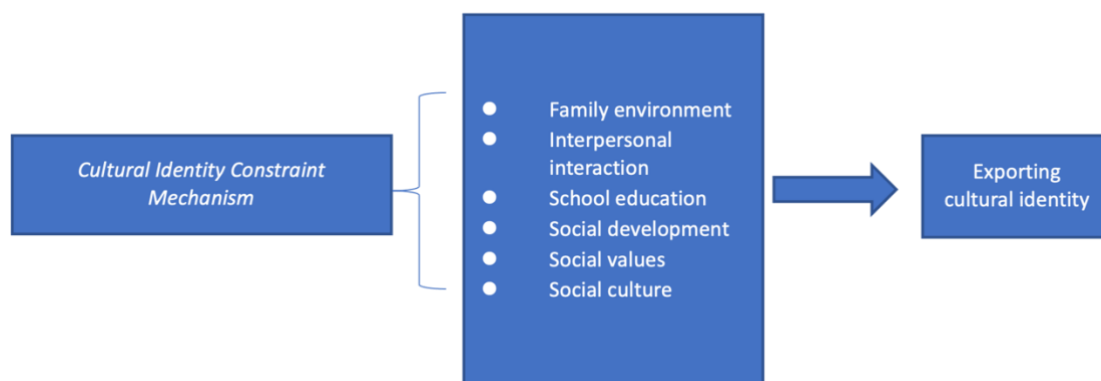 Cultural Identity Constraint
Mechanism
Family environment
Interpersonal
interaction
School education
Social development
Social values
Social culture
Exporting
cultural identity